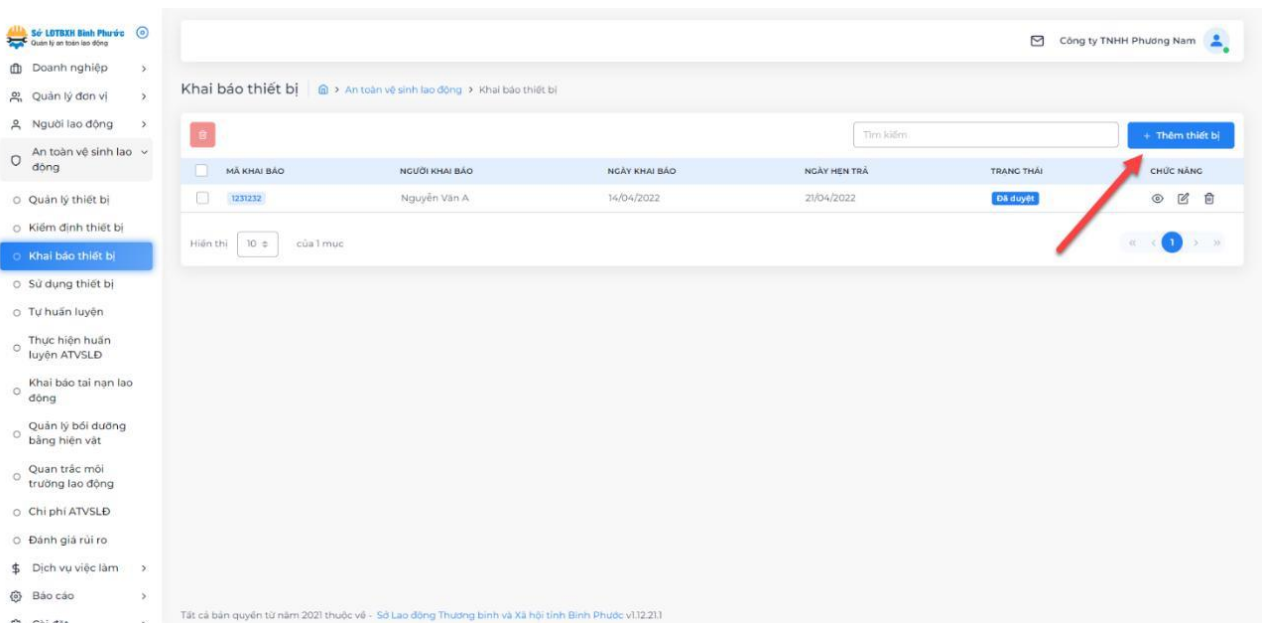 Sở LĐTBXH Bình Phước
Quản lý an toàn lao động
Công ty TNHH Phương Nam
Doanh nghiệp
Quản lý đơn vị
Người lao động
An toàn vệ sinh lao
động
Quản lý thiết bị
Kiểm định thiết bị
Khai báo thiết bị
Sử dụng thiết bị
Tự huấn luyện
Thực hiện huấn
luyện ATVSLĐ
Khai báo tai nạn lao
động
Quản lý bồi dưỡng
bằng hiện vật
Quan trắc môi
trường lao động
Chi phí ATVSLĐ
Đánh giá rủi ro
Dịch vụ việc làm
Báo cáo
Khai báo thiết bị An toàn vệ sinh lao động Khai báo thiết bị
Tìm kiếm + Thêm thiết bị
MÃ KHAI BÁO NGƯỜI KHAI BÁO NGÀY KHAI BÁO NGÀY HẸN TRẢ TRẠNG THÁI CHỨC NĂNG
1231232 Nguyễn Văn A 14/04/2022 21/04/2022 Đã duyệt
Hiển thị 10 của 1 mục « ‹ 1 › »
Tất cả bản quyền từ năm 2021 thuộc về - Sở Lao động Thương binh và Xã hội tỉnh Bình Phước v1.12.21.1